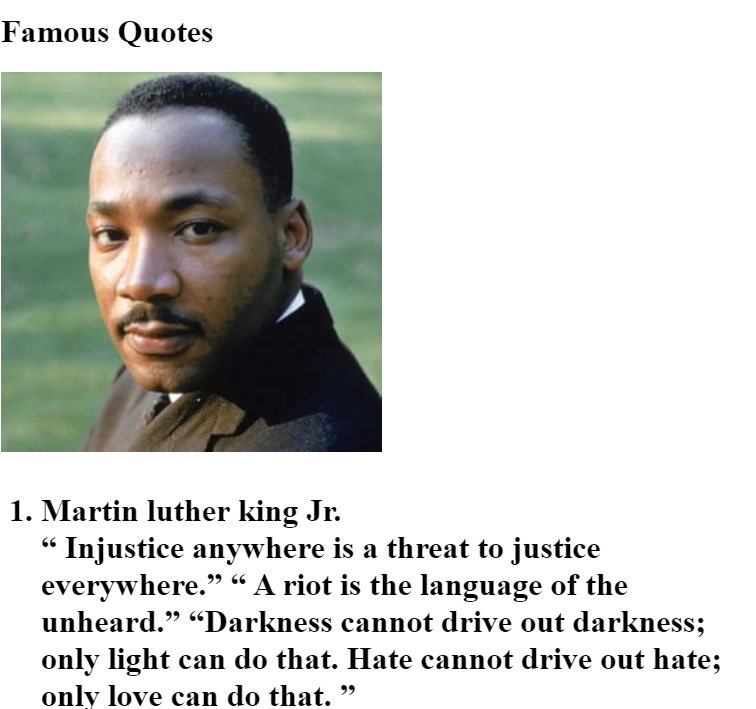 Famous Quotes
1. Martin luther king Jr.
“ Injustice anywhere is a threat to justice
everywhere.” “ A riot is the language of the
unheard.” “Darkness cannot drive out darkness;
only light can do that. Hate cannot drive out hate;
only love can do that. ”